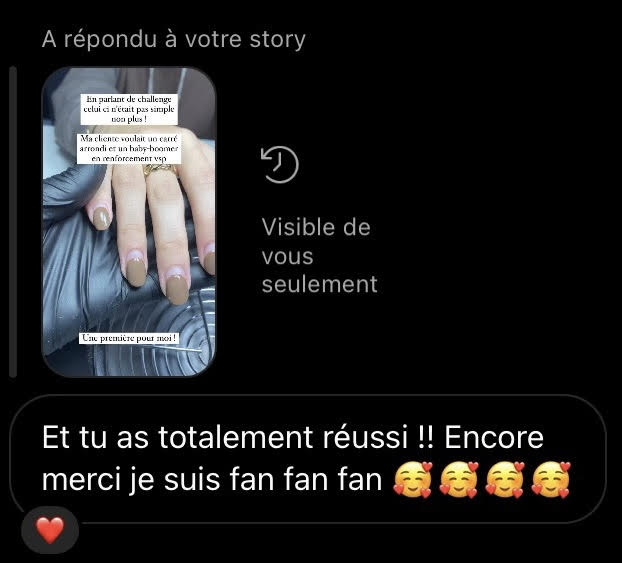 A répondu à votre story
En parlant de challenge
celui ci n'était pas simple
non plus !
Ma cliente voulait un carré
arrondi et un baby-boomer
en renforcement vsp
Une première pour moi !
Visible de
vous
seulement
Et tu as totalement réussi !! Encore
merci je suis fan fan fan 🥰 🥰 🥰 🥰
❤️